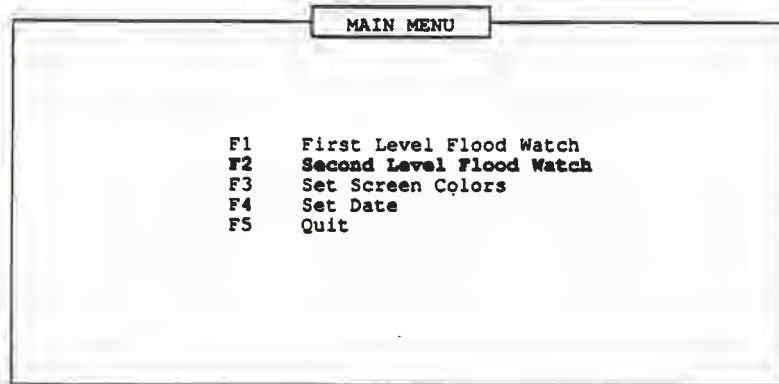 MAIN MENU
F1 First Level Flood Watch
F2 Second Level Flood Watch
F3 Set Screen Colors
F4 Set Date
F5 Quit